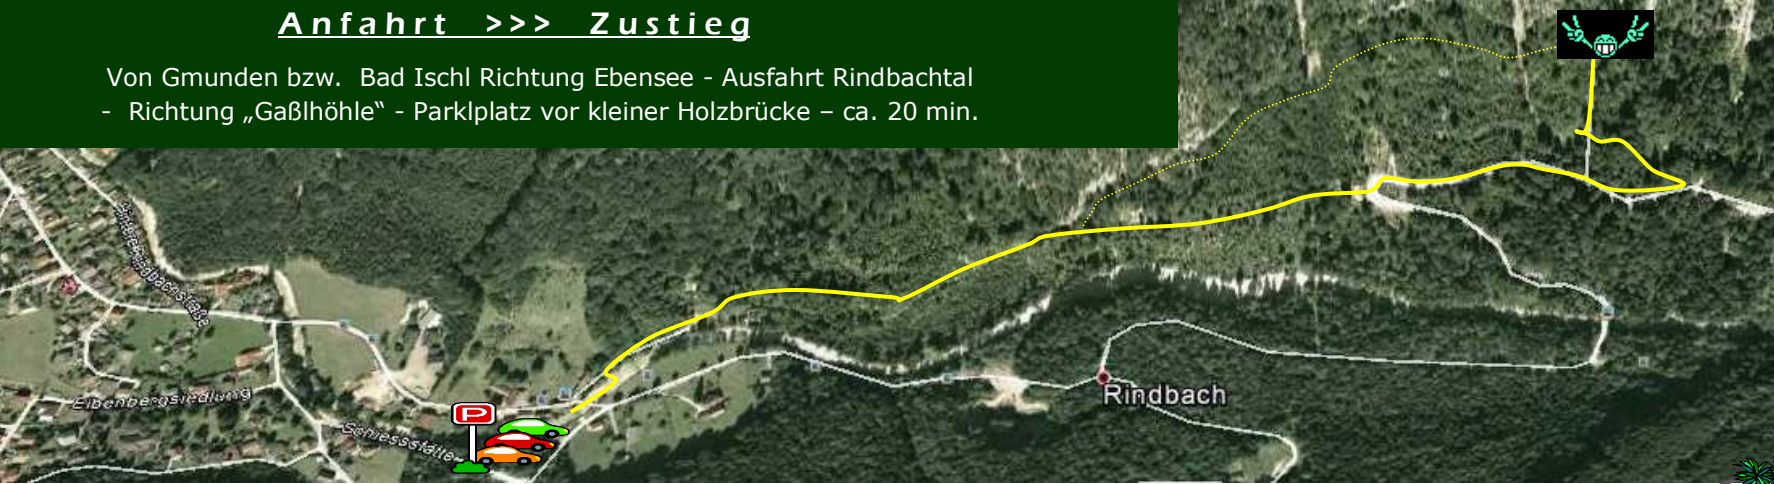 Anfahrt >>> Zustieg
Von Gmunden bzw. Bad Ischl Richtung Ebensee - Ausfahrt Rindbachtal
- Richtung „Gaßlhöhle“ - Parklplatz vor kleiner Holzbrücke – ca. 20 min.
Eibenbergsiedlung
P
Rindbach